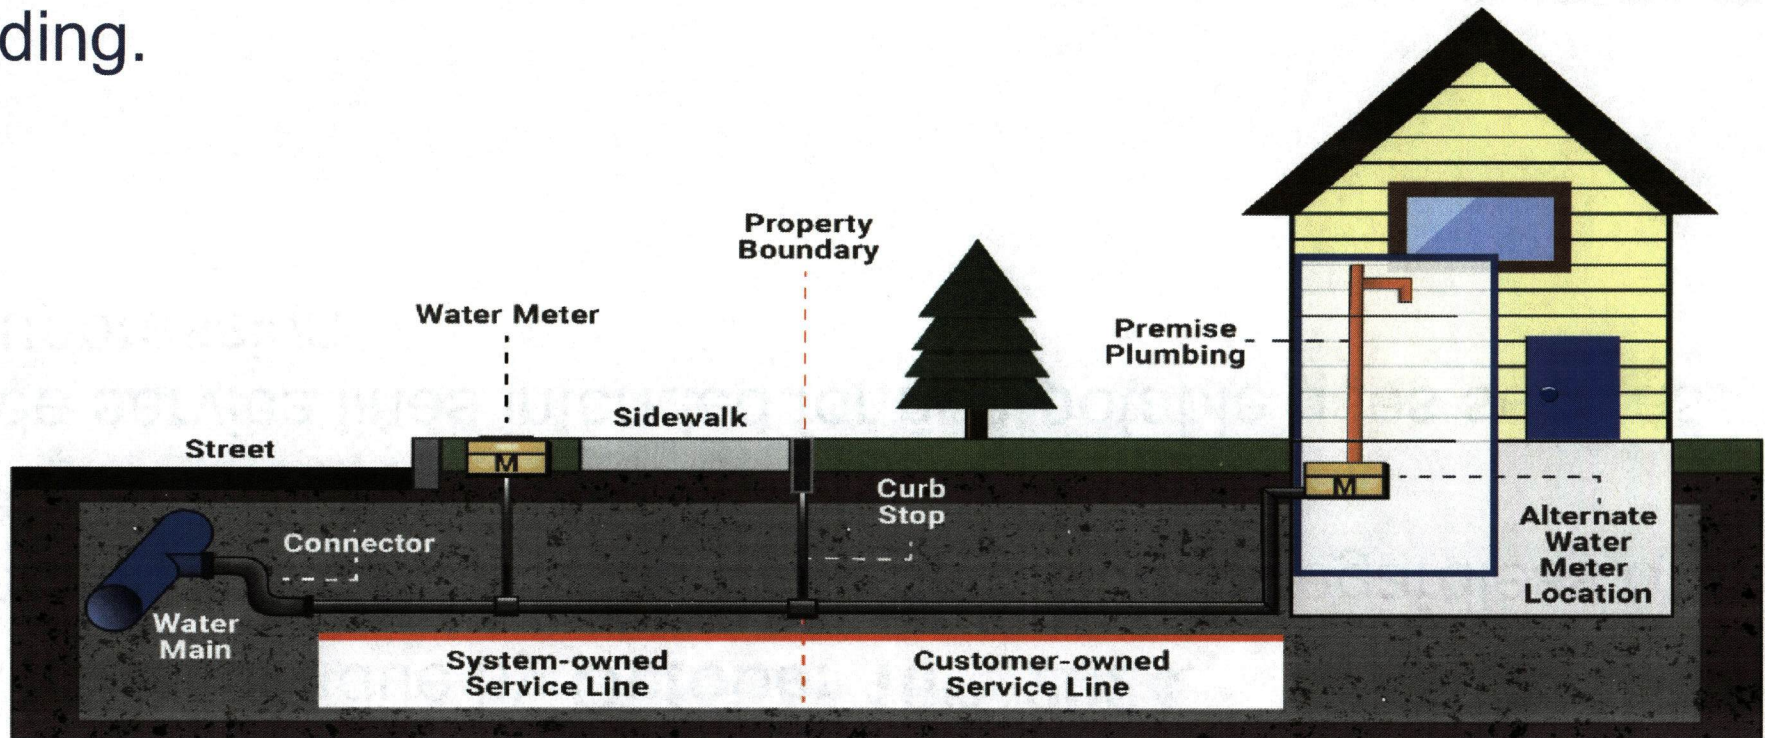 ding.
Property
Boundary
Water Meter
Premise
Plumbing
Sidewalk
Street
M
Curb
Stop
M
Connector
Alternate
Water
Meter
Location
Water
Main
System-owned
Service Line
Customer-owned
Service Line